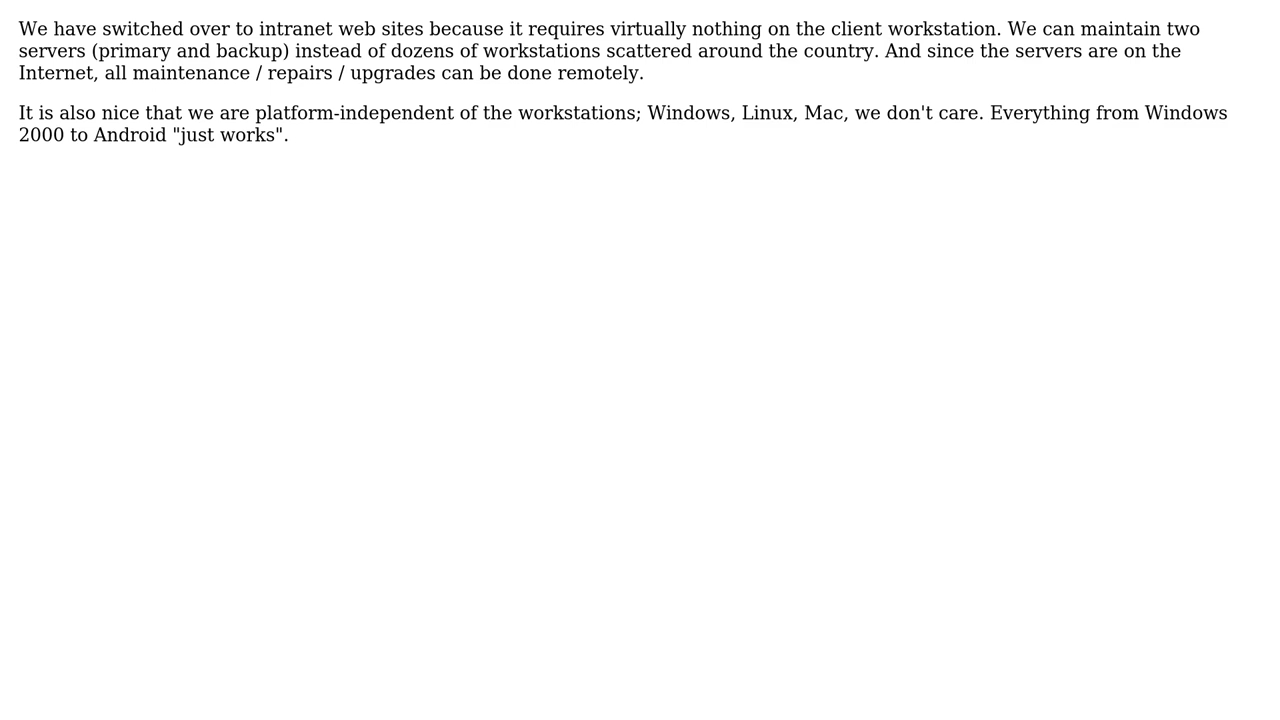 We have switched over to intranet web sites because it requires virtually nothing on the client workstation. We can maintain two
servers (primary and backup) instead of dozens of workstations scattered around the country. And since the servers are on the
Internet, all maintenance / repairs / upgrades can be done remotely.
It is also nice that we are platform-independent of the workstations; Windows, Linux, Mac, we don't care. Everything from Windows
2000 to Android "just works".